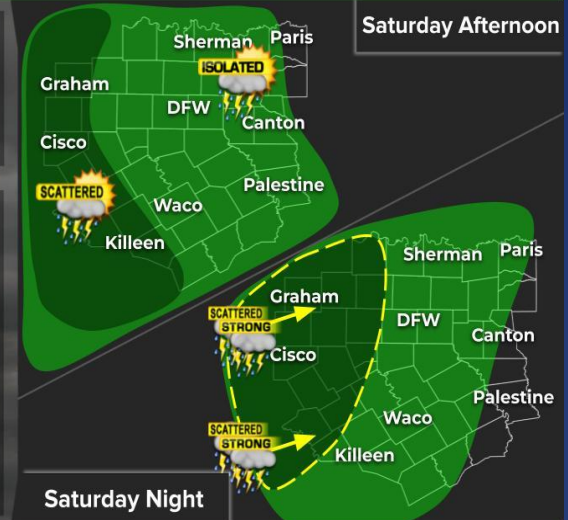 Saturday Afternoon
Sherman
Paris
ISOLATED
Graham
DFW
Canton
Cisco
SCATTERED
Palestine
Waco
Killeen
Sherman
Paris
Graham
SCATTERED
STRONG
DFW
Canton
Cisco
Palestine
Waco
SCATTERED
STRONG
Killeen
Saturday Night